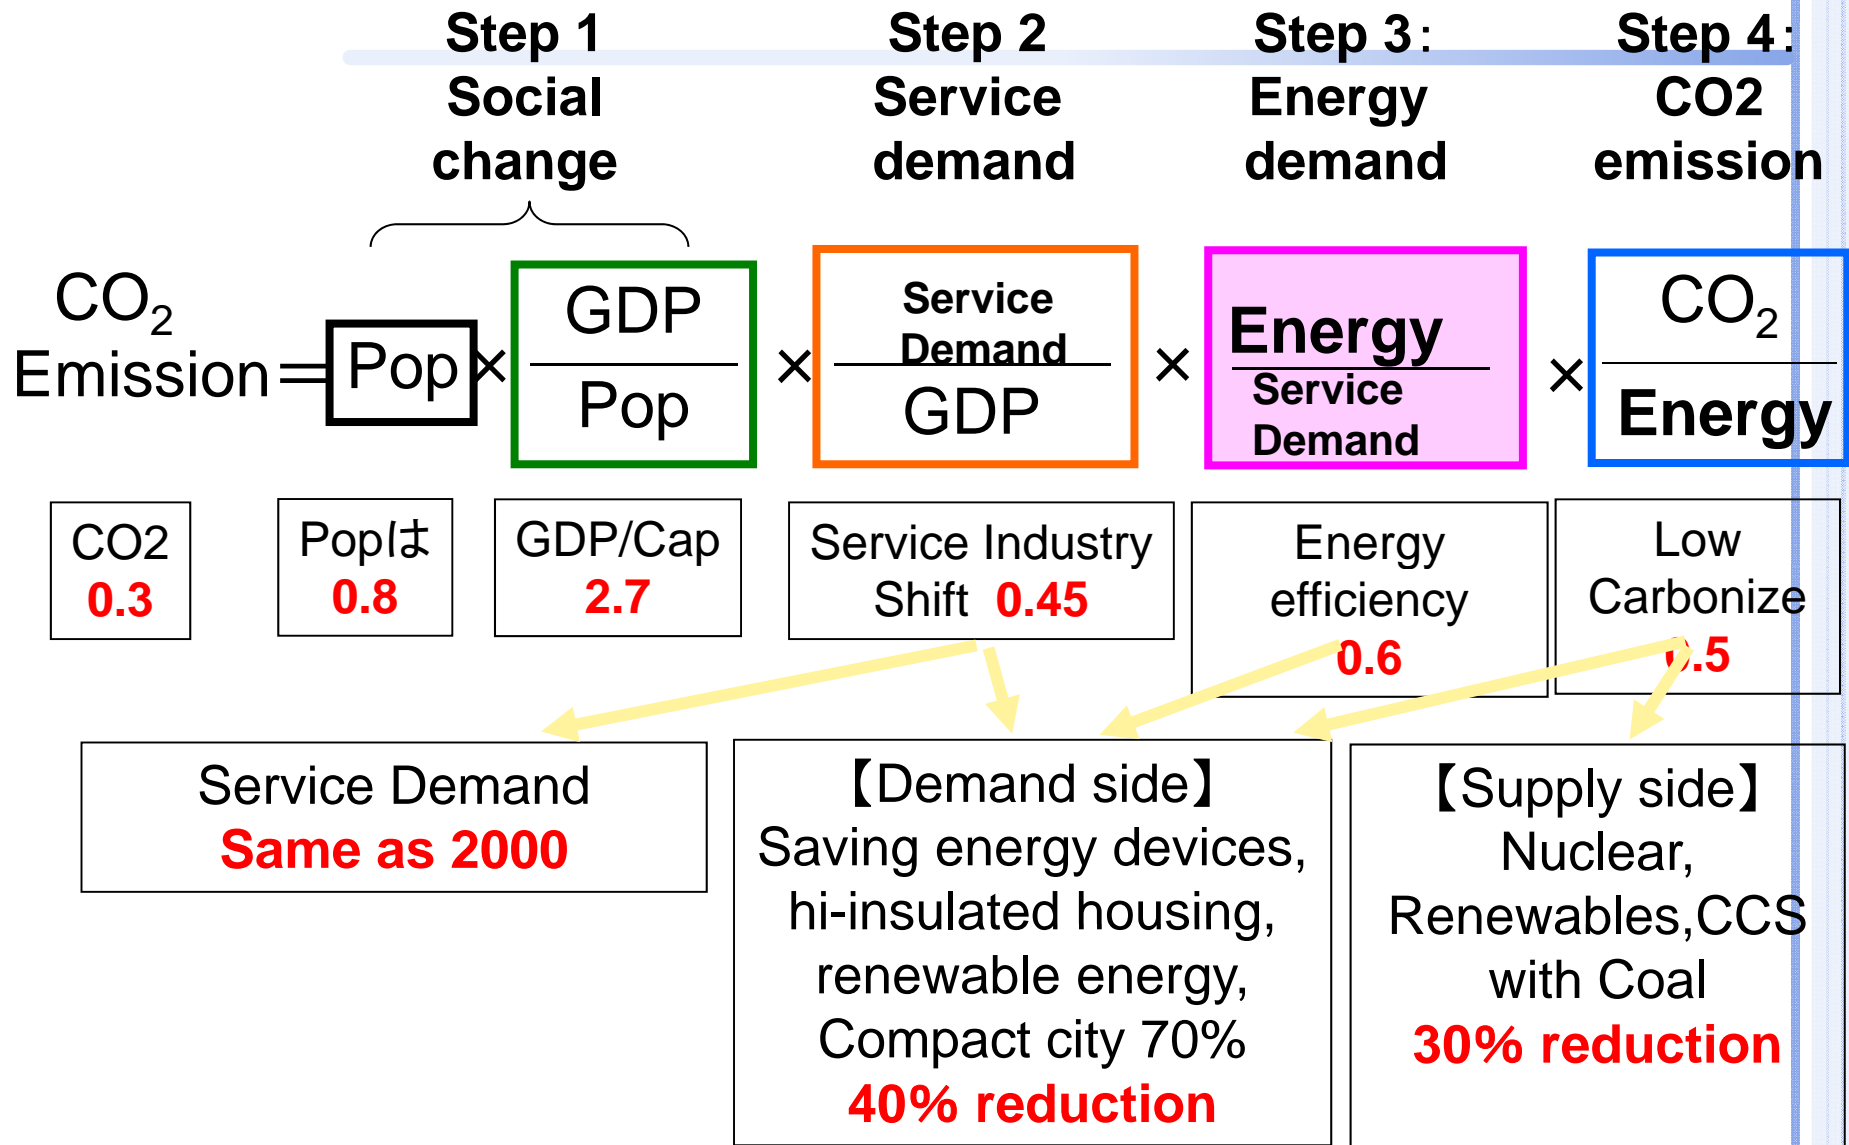 Step 1
Social
change
Step 2
Service
demand
Step 3：
Energy
demand
Step 4：
CO2
emission
CO₂
Emission
=
Pop
×
GDP
Pop
×
Service
Demand
GDP
×
Energy
Service
Demand
×
CO₂
Energy
CO2
0.3
Popは
0.8
GDP/Cap
2.7
Service Industry
Shift 0.45
Energy
efficiency
0.6
Low
Carbonize
0.5
Service Demand
Same as 2000
【Demand side】
Saving energy devices,
hi-insulated housing,
renewable energy,
Compact city 70%
40% reduction
【Supply side】
Nuclear,
Renewables,CCS
with Coal
30% reduction